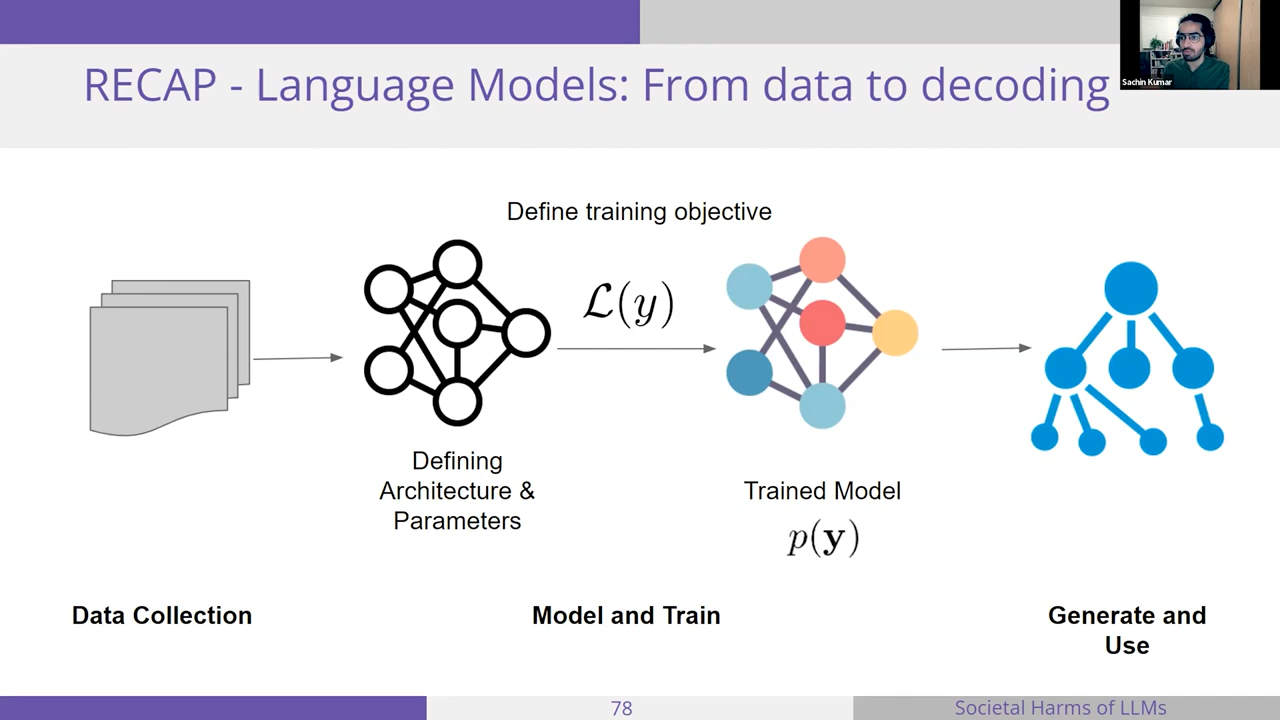 RECAP - Language Models: From data to decoding
Sachin Kumar
Define training objective
ℒ(y)
Defining
Architecture &
Parameters
Trained Model
p(𝐲)
Data Collection
Model and Train
Generate and
Use
78
Societal Harms of LLMs